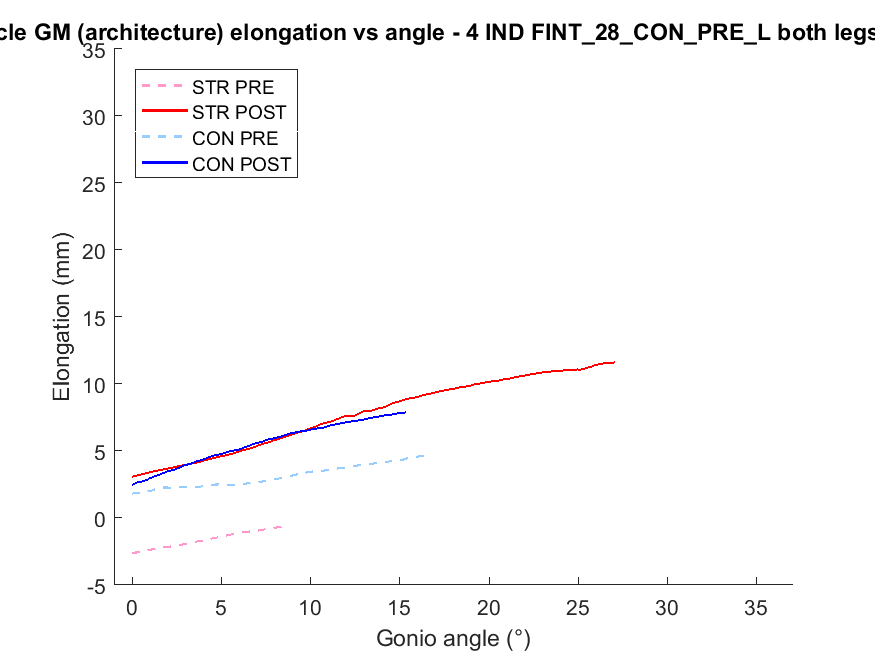 cle GM (architecture) elongation vs angle - 4 IND FINT_28_CON_PRE_L both legs
35
30
25
20
15
10
5
0
-5
Elongation (mm)
STR PRE
STR POST
CON PRE
CON POST
0 5 10 15 20 25 30 35
Gonio angle (°)